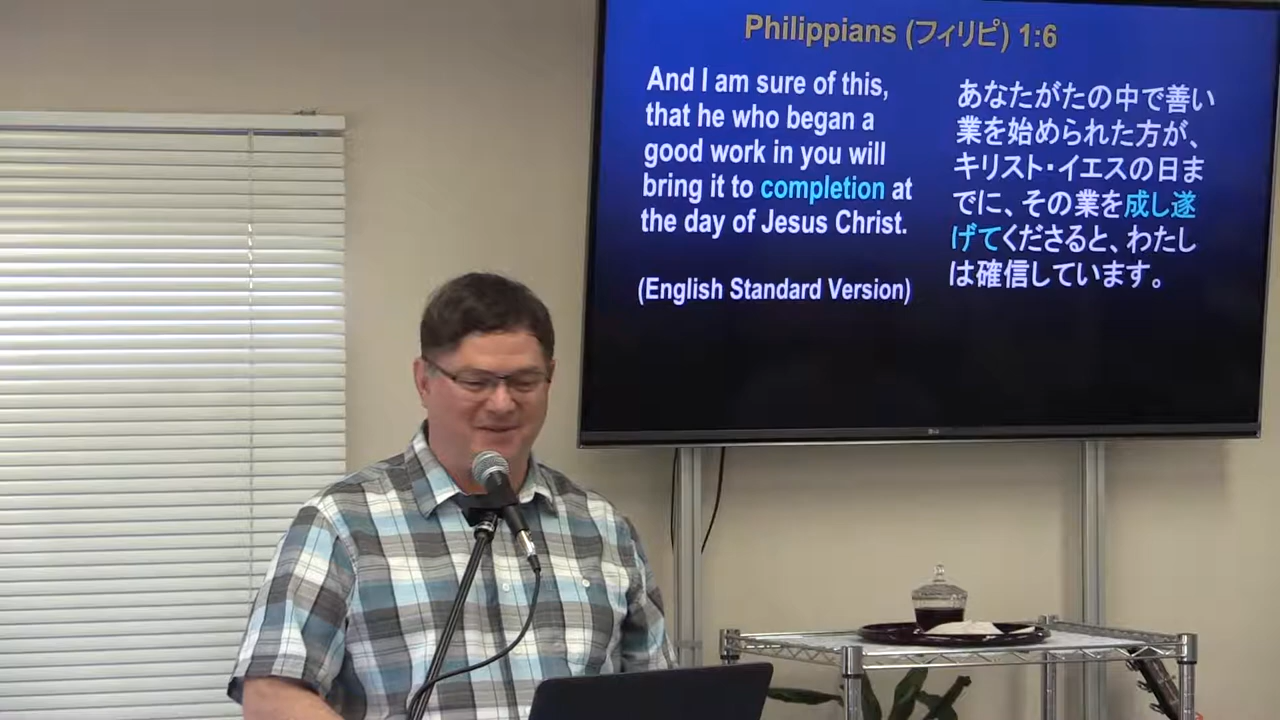 Philippians (フィリピ) 1:6
And I am sure of this,
that he who began a
good work in you will
bring it to completion at
the day of Jesus Christ.
(English Standard Version)
あなたがたの中で善い
業を始められた方が、
キリスト・イエスの日ま
でに、その業を成し遂
げてくださると、わたし
は確信しています。